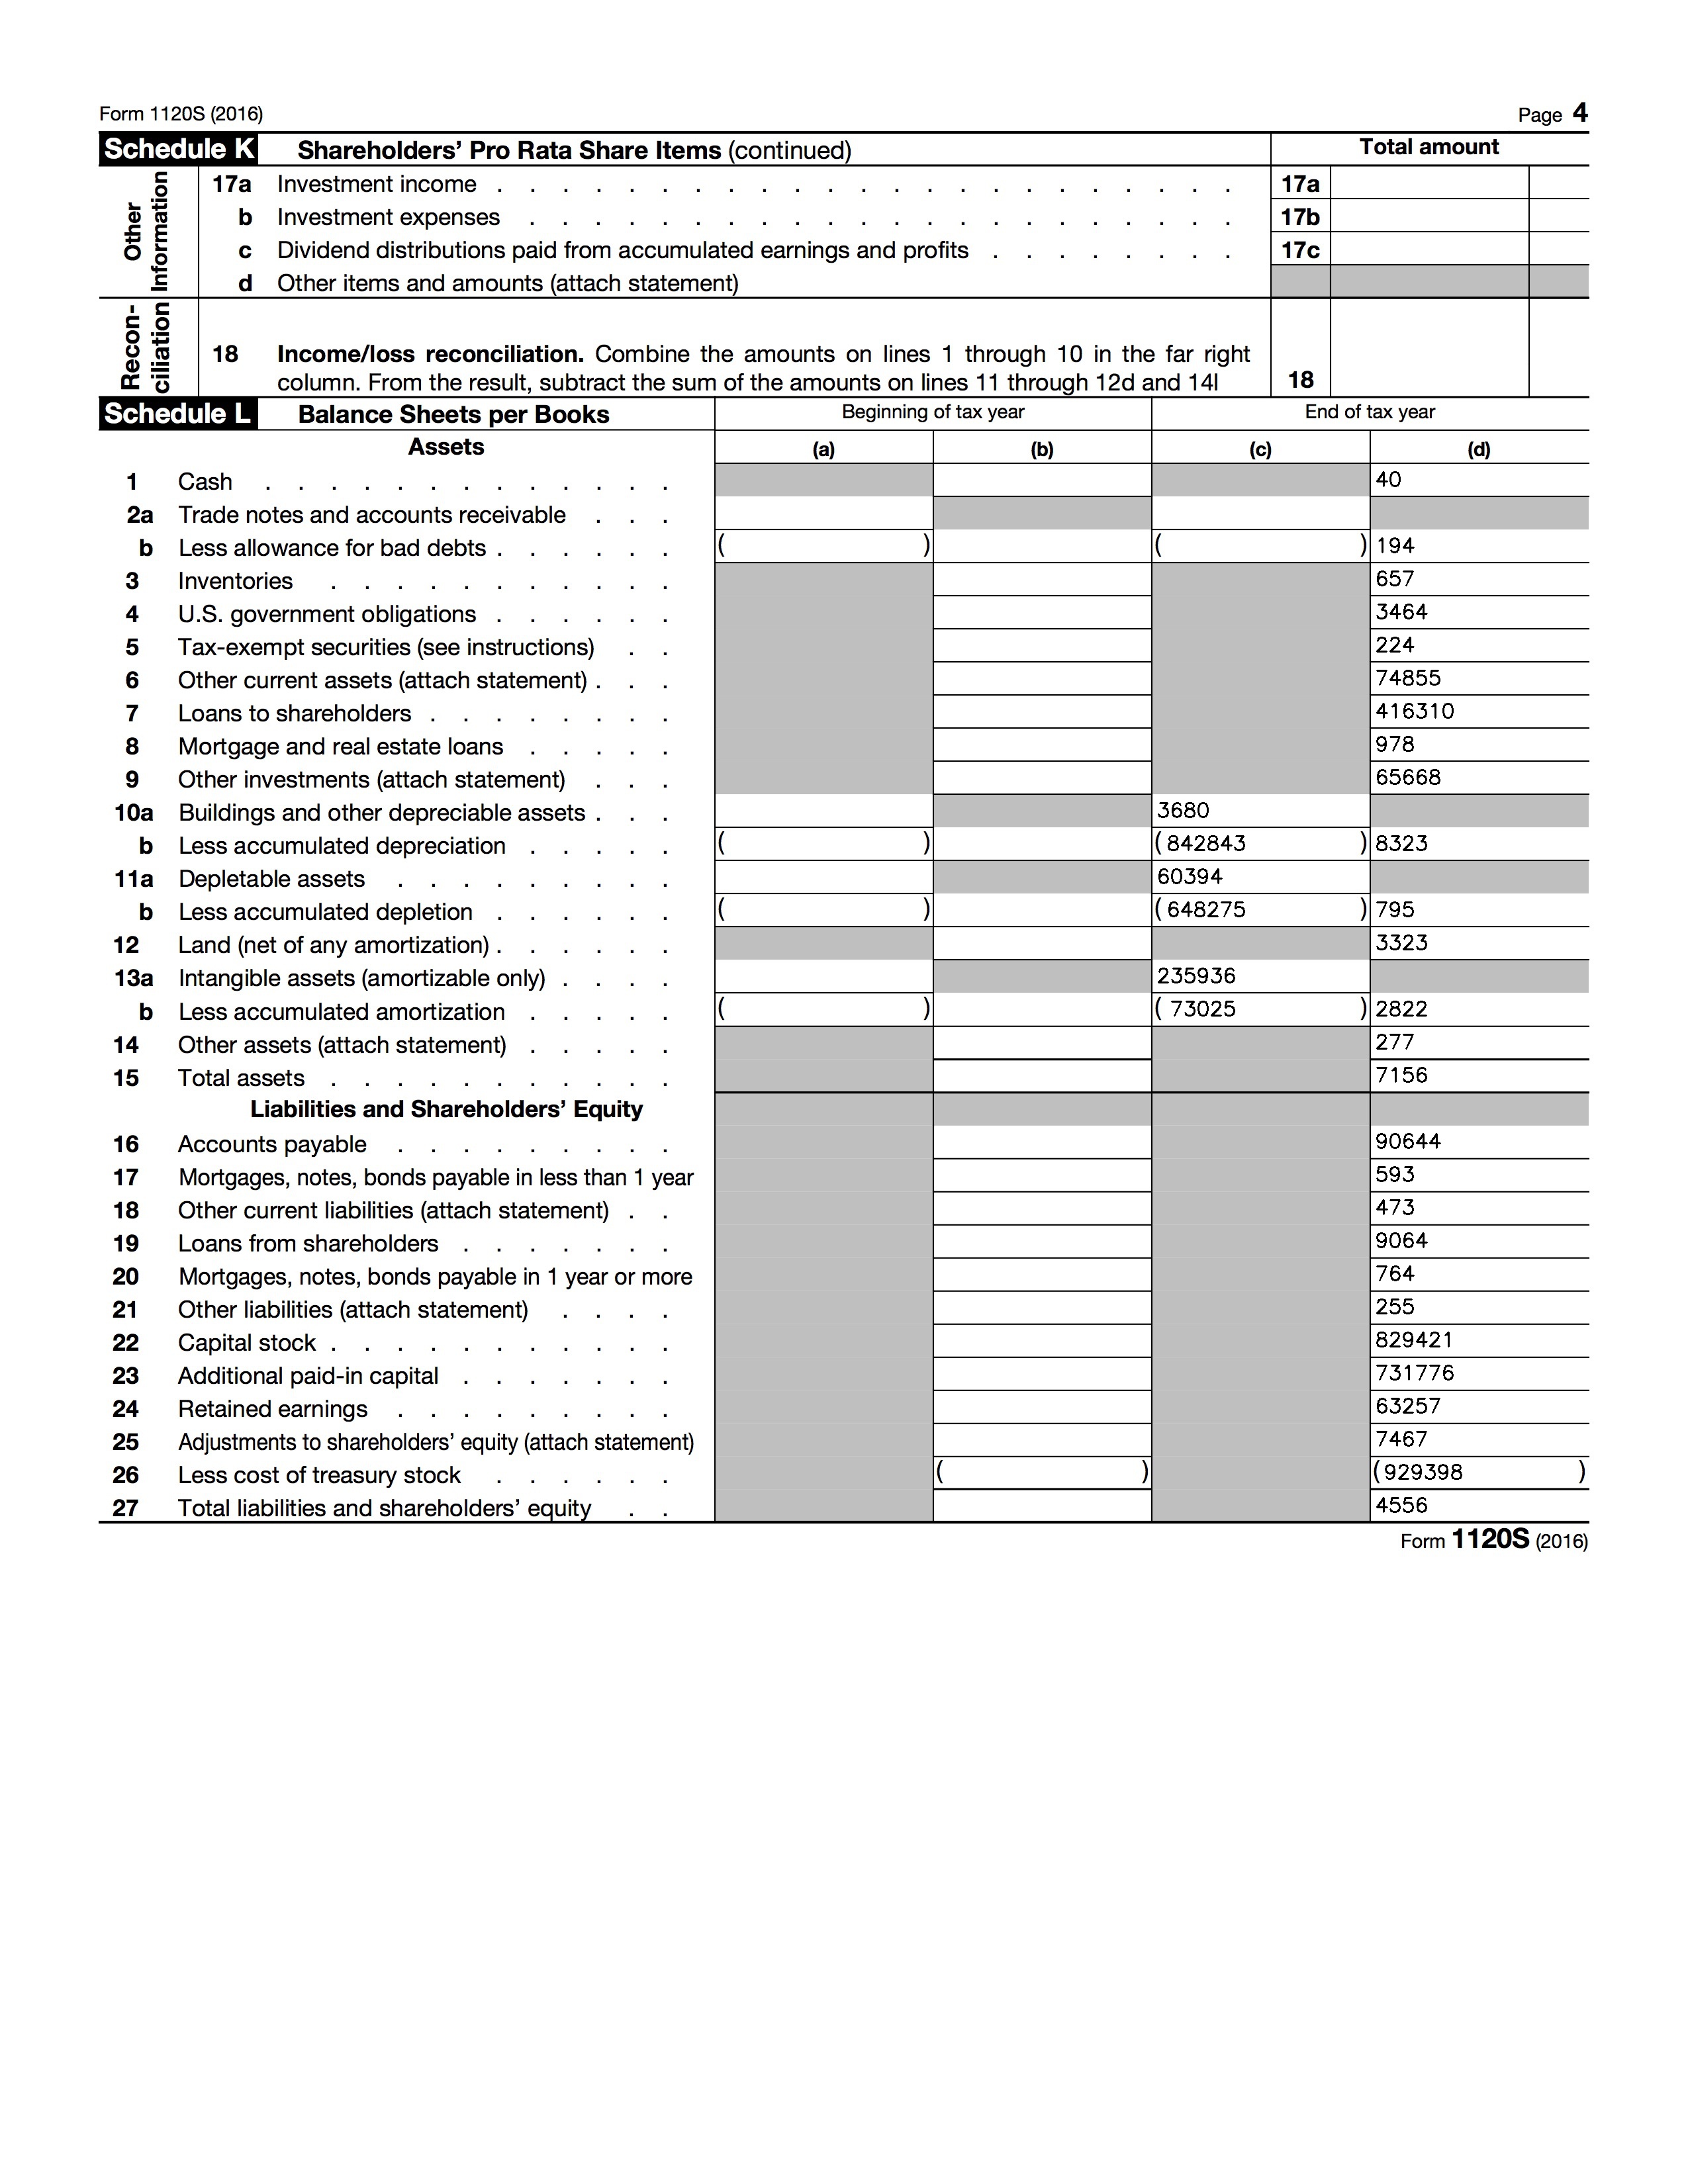 Form 1120S (2016) Page 4
Schedule K Shareholders' Pro Rata Share Items (continued) Total amount
Other Information
17a Investment income . . . . . . . . . . . . . . . . . . . . . . . 17a
b Investment expenses . . . . . . . . . . . . . . . . . . . . . . 17b
c Dividend distributions paid from accumulated earnings and profits . . . . . . . . 17c
d Other items and amounts (attach statement)
Recon-ciliation
18 Income/loss reconciliation. Combine the amounts on lines 1 through 10 in the far right
column. From the result, subtract the sum of the amounts on lines 11 through 12d and 14l 18
Schedule L Balance Sheets per Books Beginning of tax year End of tax year
Assets (a) (b) (c) (d)
1 Cash . . . . . . . . . . . . . 40
2a Trade notes and accounts receivable . . .
b Less allowance for bad debts . . . . . . ( ) ( ) 194
3 Inventories . . . . . . . . . . . 657
4 U.S. government obligations . . . . . . 3464
5 Tax-exempt securities (see instructions) . . 224
6 Other current assets (attach statement) . . . 74855
7 Loans to shareholders . . . . . . . . 416310
8 Mortgage and real estate loans . . . . . 978
9 Other investments (attach statement) . . . 65668
10a Buildings and other depreciable assets . . . 3680
b Less accumulated depreciation . . . . . ( ) ( 842843 ) 8323
11a Depletable assets . . . . . . . . . 60394
b Less accumulated depletion . . . . . . ( ) ( 648275 ) 795
12 Land (net of any amortization) . . . . . . 3323
13a Intangible assets (amortizable only) . . . . 235936
b Less accumulated amortization . . . . . ( ) ( 73025 ) 2822
14 Other assets (attach statement) . . . . . 277
15 Total assets . . . . . . . . . . . 7156
Liabilities and Shareholders' Equity
16 Accounts payable . . . . . . . . . 90644
17 Mortgages, notes, bonds payable in less than 1 year 593
18 Other current liabilities (attach statement) . . 473
19 Loans from shareholders . . . . . . . 9064
20 Mortgages, notes, bonds payable in 1 year or more 764
21 Other liabilities (attach statement) . . . . 255
22 Capital stock . . . . . . . . . . . 829421
23 Additional paid-in capital . . . . . . . 731776
24 Retained earnings . . . . . . . . . 63257
25 Adjustments to shareholders' equity (attach statement) 7467
26 Less cost of treasury stock . . . . . . ( ) ( 929398 )
27 Total liabilities and shareholders' equity . . 4556
Form 1120S (2016)